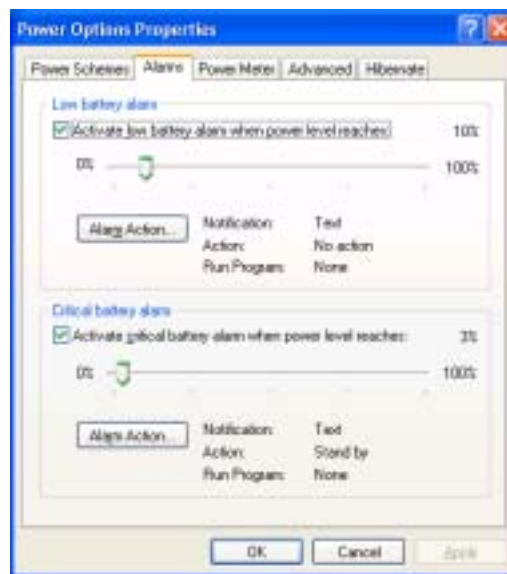 Power Options Properties
Power Schemes Alarms Power Meter Advanced Hibernate
Low battery alarm
Activate low battery alarm when power level reaches: 10%
0% 100%
Alarm Action... Notification: Text
Action: No action
Run Program: None
Critical battery alarm
Activate critical battery alarm when power level reaches: 3%
0% 100%
Alarm Action... Notification: Text
Action: Stand by
Run Program: None
OK Cancel Apply